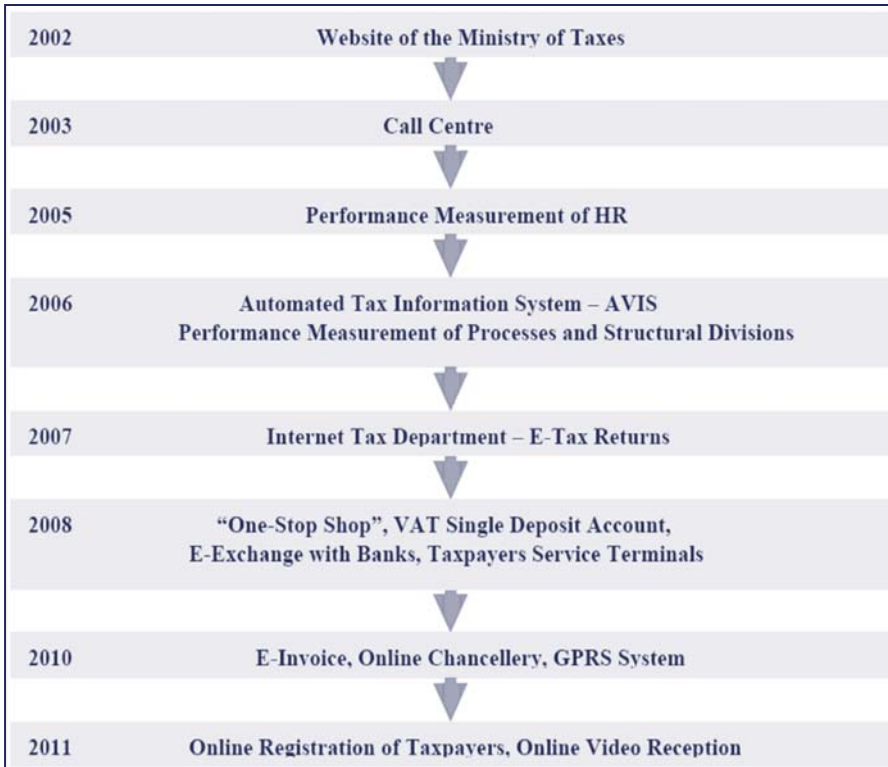 2002 Website of the Ministry of Taxes
2003 Call Centre
2005 Performance Measurement of HR
2006 Automated Tax Information System – AVIS
Performance Measurement of Processes and Structural Divisions
2007 Internet Tax Department – E-Tax Returns
2008 “One-Stop Shop”, VAT Single Deposit Account,
E-Exchange with Banks, Taxpayers Service Terminals
2010 E-Invoice, Online Chancellery, GPRS System
2011 Online Registration of Taxpayers, Online Video Reception